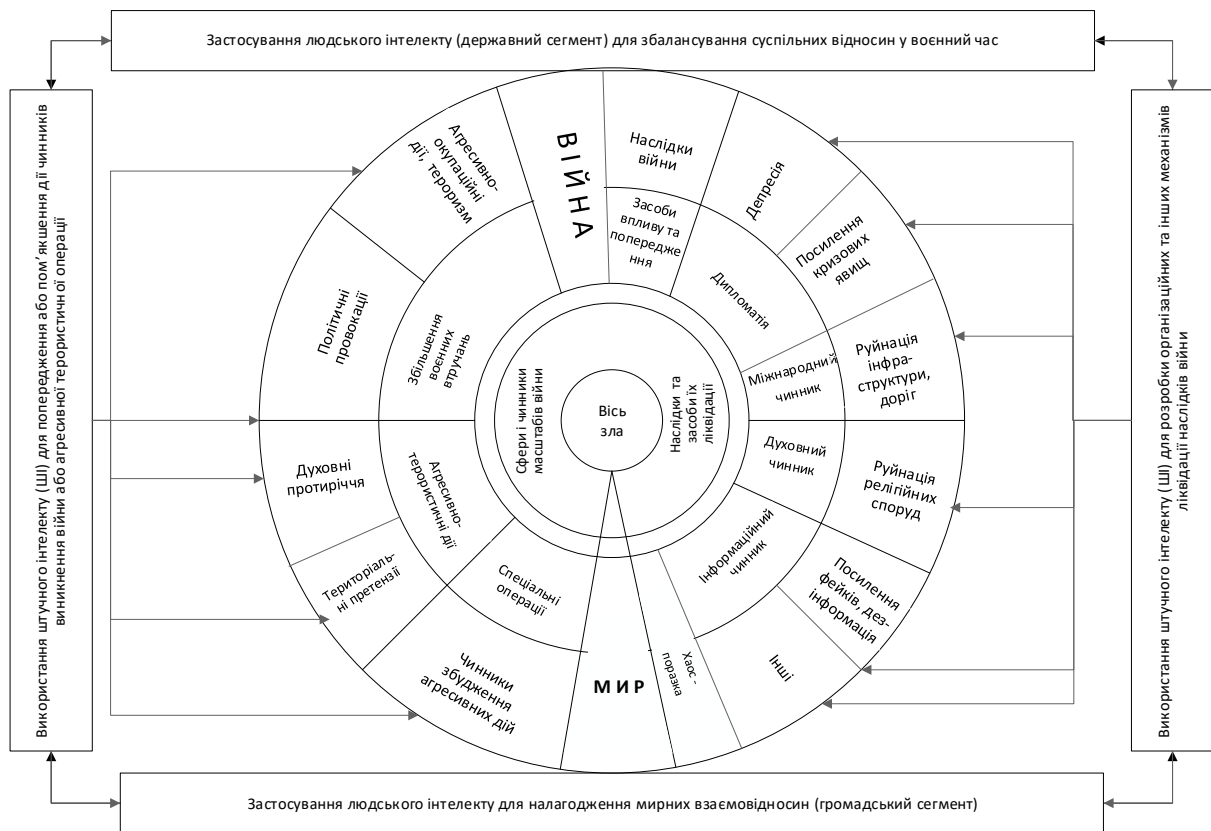 Застосування людського інтелекту (державний сегмент) для збалансування суспільних відносин у воєнний час
Використання штучного інтелекту (ШІ) для попередження або пом’якшення дії чинників
виникнення війни або агресивної терористичної операції
ВІЙНА
Наслідки
війни
Засоби
впливу та
попередже
ння
Агресивно-
окупаційні
дії, тероризм
Депресія
Посилення
кризових
явищ
Дипломатія
Політичні
провокації
Збільшення
воєнних
втручань
Міжнародний
чинник
Руйнація
інфра-
структури,
доріг
Сфери і чинники
масштабів війни
Вісь
зла
Наслідки та
засоби їх
ліквідації
Духовні
протиріччя
Агресивно-
терористичні дії
Духовний
чинник
Руйнація
релігійних
споруд
Територіаль-
ні претензії
Спеціальні
операції
Інформаційний
чинник
Посилення
фейків, дез-
інформація
Чинники
збудження
агресивних дій
МИР
Хаос -
поразка
Інші
Використання штучного інтелекту (ШІ) для розробки організаційних та інших механізмів
ліквідації наслідків війни
Застосування людського інтелекту для налагодження мирних взаємовідносин (громадський сегмент)